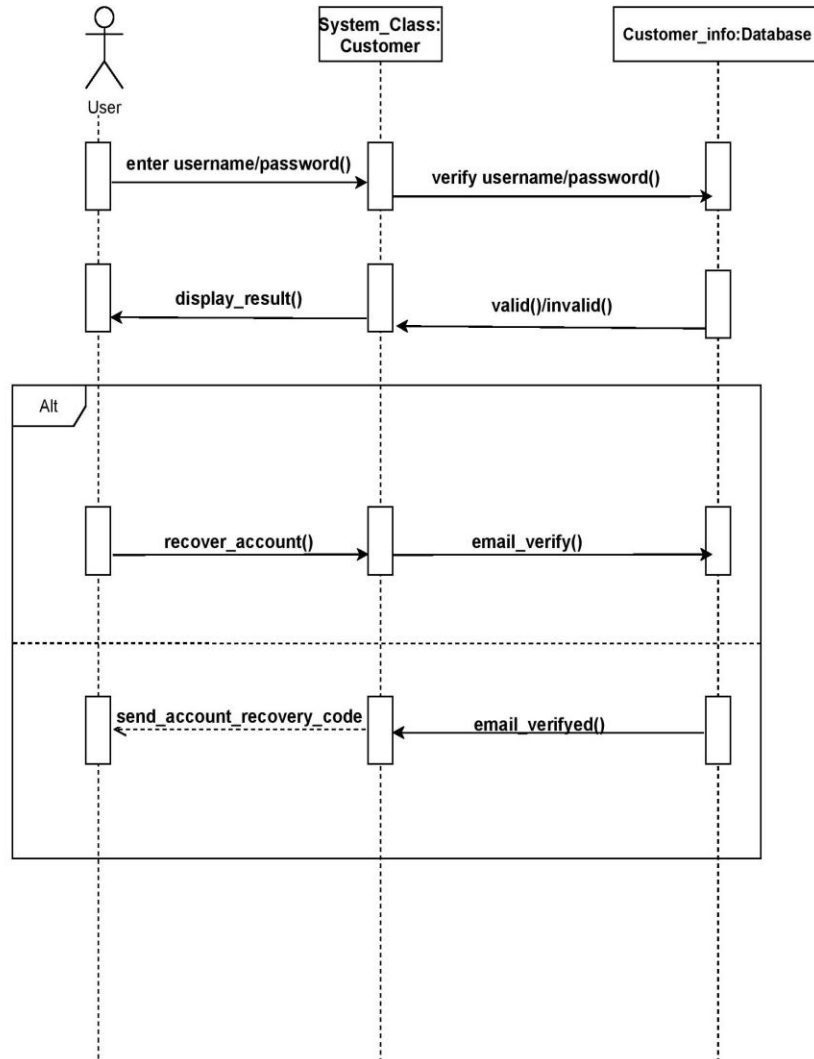 System_Class:
Customer
Customer_info:Database
User
enter username/password()
verify username/password()
display_result()
valid()/invalid()
Alt
recover_account()
email_verify()
send_account_recovery_code
email_verifyed()